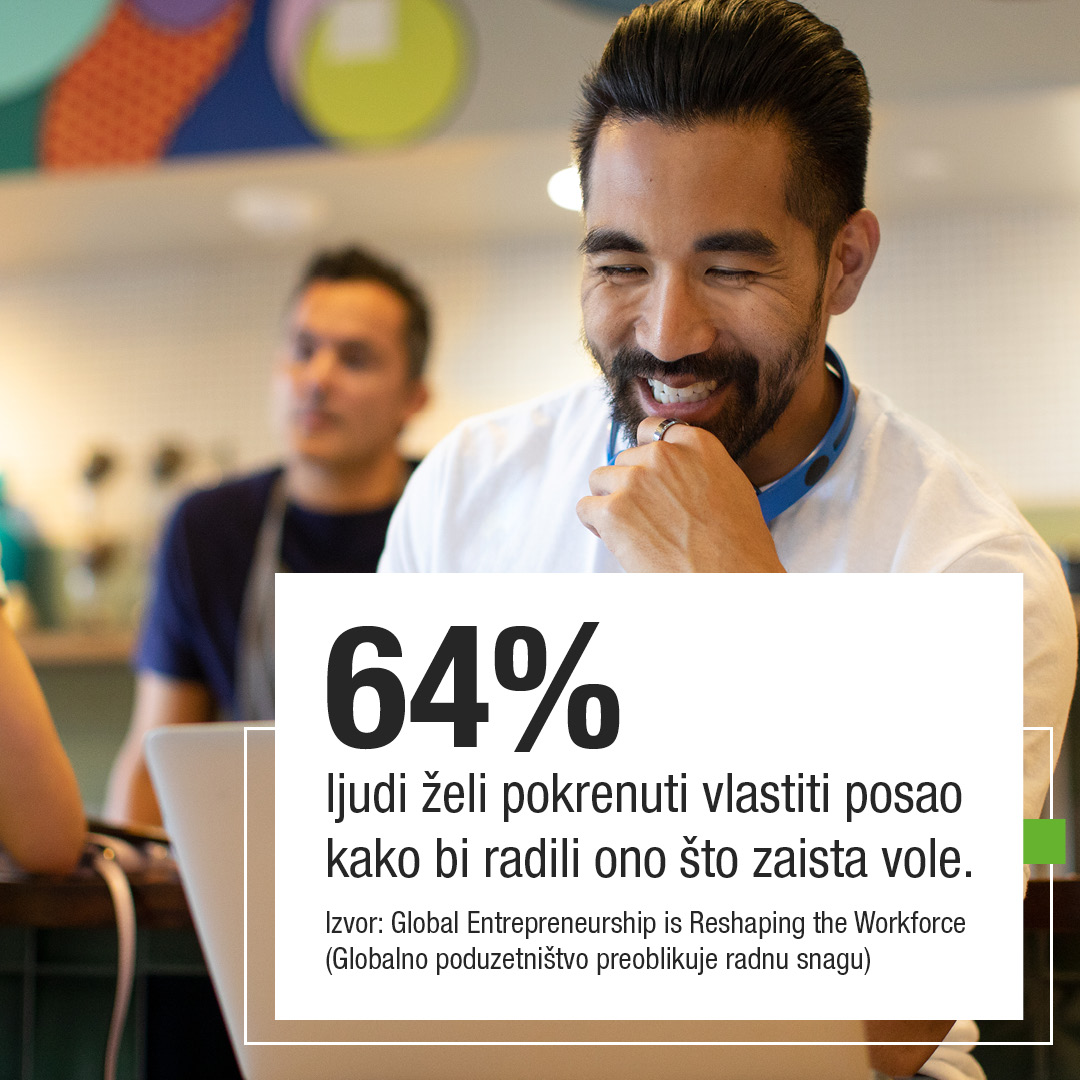 64%
ljudi želi pokrenuti vlastiti posao
kako bi radili ono što zaista vole.
Izvor: Global Entrepreneurship is Reshaping the Workforce
(Globalno poduzetništvo preoblikuje radnu snagu)